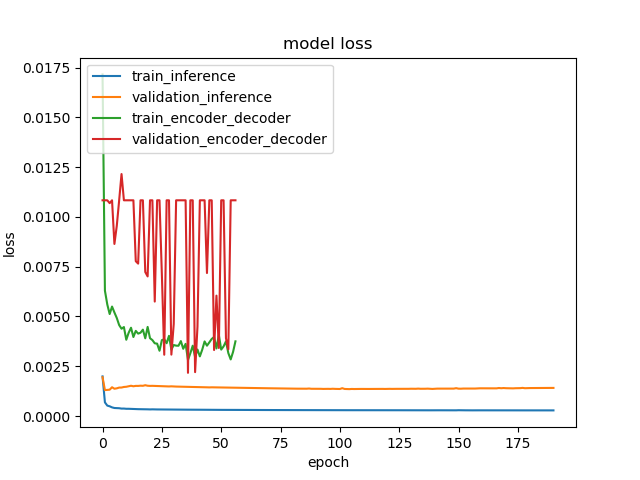 model loss
train_inference
validation_inference
train_encoder_decoder
validation_encoder_decoder
loss
0.0175
0.0150
0.0125
0.0100
0.0075
0.0050
0.0025
0.0000
0 25 50 75 100 125 150 175
epoch